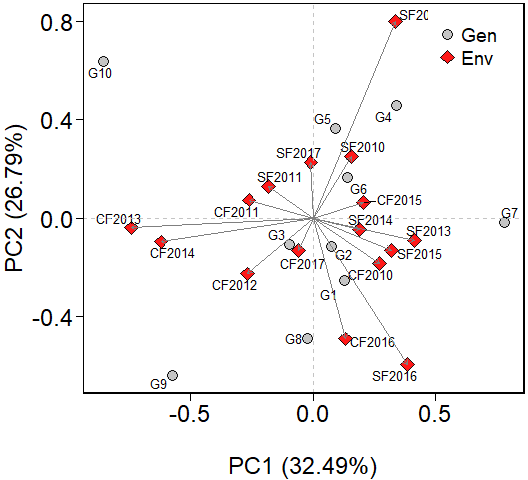 0.8
SF20
Gen
Env
G10
G4
0.4
G5
SF2010
SF2017
SF2011
G6
CF2015
CF2011
CF2013
G7
0.0
SF2014
SF2013
G3
G2
SF2015
CF2014
CF2017
CF2010
CF2012
G1
-0.4
G8
CF2016
SF2016
G9
-0.5
0.0
0.5
PC1 (32.49%)
PC2 (26.79%)